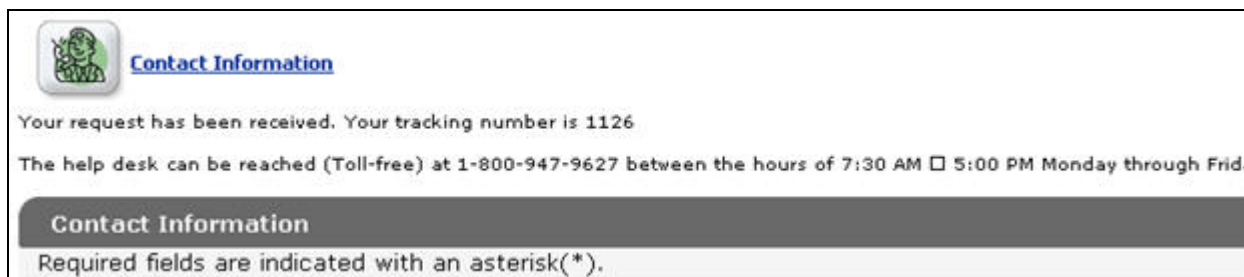 Contact Information
Your request has been received. Your tracking number is 1126
The help desk can be reached (Toll-free) at 1-800-947-9627 between the hours of 7:30 AM □ 5:00 PM Monday through Frid
Contact Information
Required fields are indicated with an asterisk(*).